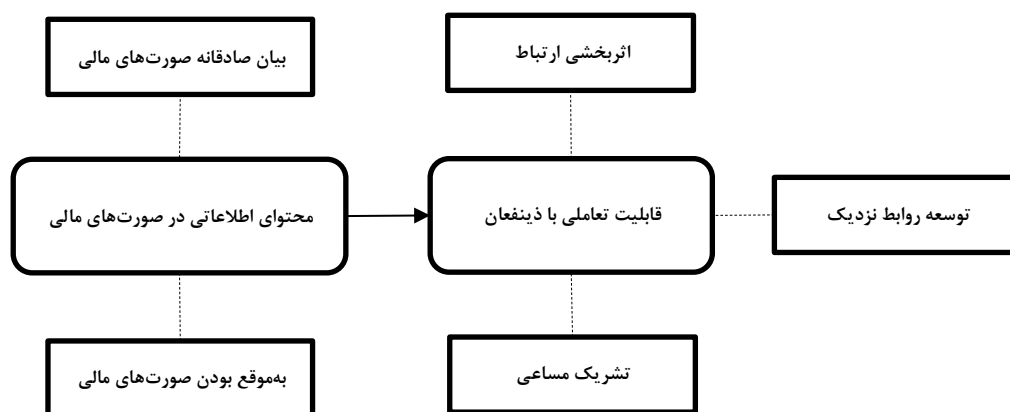 بیان صادقانه صورت‌های مالی
اثربخشی ارتباط
محتوای اطلاعاتی در صورت‌های مالی
قابلیت تعاملی با ذینفعان
توسعه روابط نزدیک
به‌موقع بودن صورت‌های مالی
تشریک مساعی